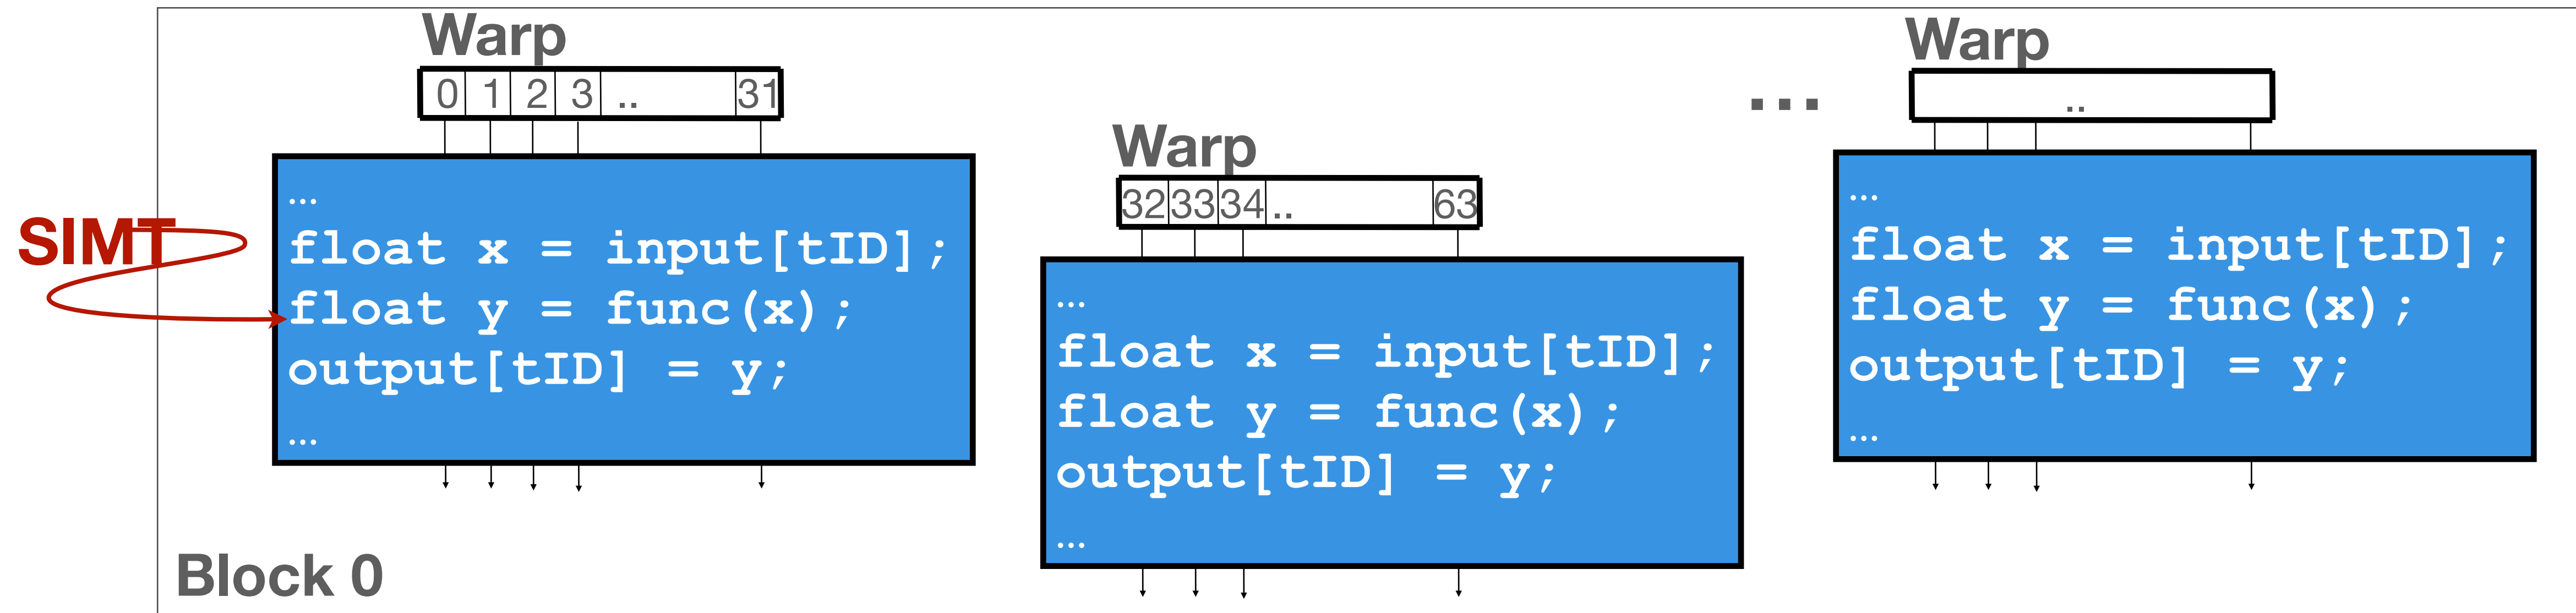 Warp
0 1 2 3 .. 31
...
float x = input[tID];
float y = func(x);
output[tID] = y;
...
SIMT
Warp
32 33 34 .. 63
...
float x = input[tID];
float y = func(x);
output[tID] = y;
...
...
Warp
..
...
float x = input[tID];
float y = func(x);
output[tID] = y;
...
Block 0